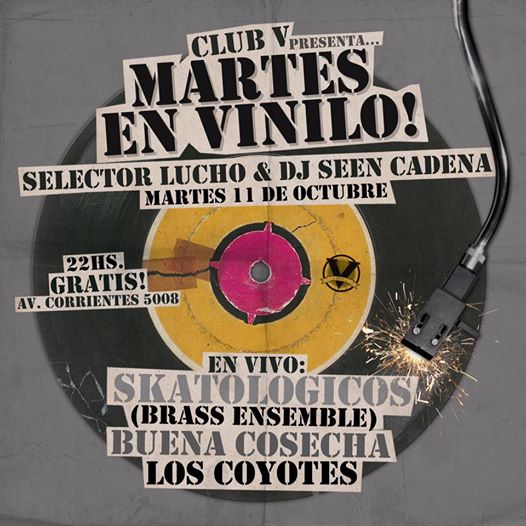 CLUB V PRESENTA...
MARTES
EN VINILO!
SELECTOR LUCHO & DJ SEEN CADENA
MARTES 11 DE OCTUBRE
22HS.
GRATIS!
AV. CORRIENTES 5008
V
EN VIVO:
SKATOLOGICOS
(BRASS ENSEMBLE)
BUENA COSECHA
LOS COYOTES